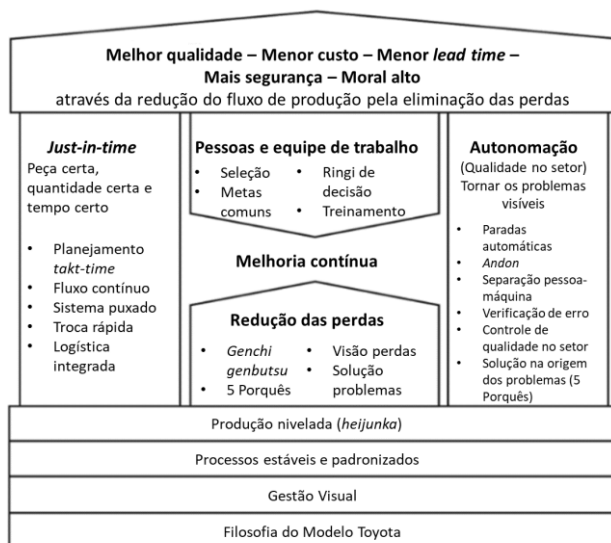 Melhor qualidade – Menor custo – Menor lead time –
Mais segurança – Moral alto
através da redução do fluxo de produção pela eliminação das perdas
Just-in-time
Peça certa,
quantidade certa e
tempo certo
• Planejamento
takt-time
• Fluxo contínuo
• Sistema puxado
• Troca rápida
• Logística
integrada
Pessoas e equipe de trabalho
• Seleção
• Metas
comuns
• Ringi de
decisão
• Treinamento
Melhoria contínua
Redução das perdas
• Genchi
genbutsu
• 5 Porquês
• Visão perdas
• Solução
problemas
Autonomação
(Qualidade no setor)
Tornar os problemas
visíveis
• Paradas
automáticas
• Andon
• Separação pessoa-
máquina
• Verificação de erro
• Controle de
qualidade no setor
• Solução na origem
dos problemas (5
Porquês)
Produção nivelada (heijunka)
Processos estáveis e padronizados
Gestão Visual
Filosofia do Modelo Toyota